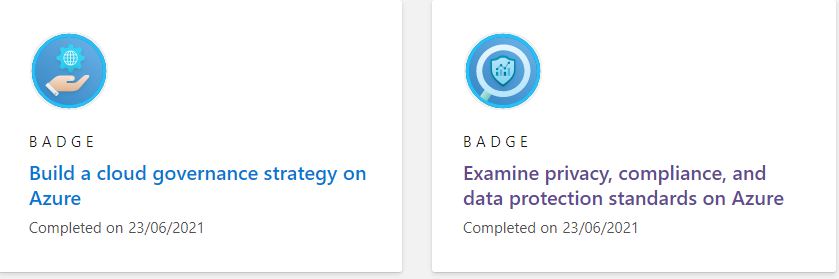 BADGE
Build a cloud governance strategy on
Azure
Completed on 23/06/2021
BADGE
Examine privacy, compliance, and
data protection standards on Azure
Completed on 23/06/2021